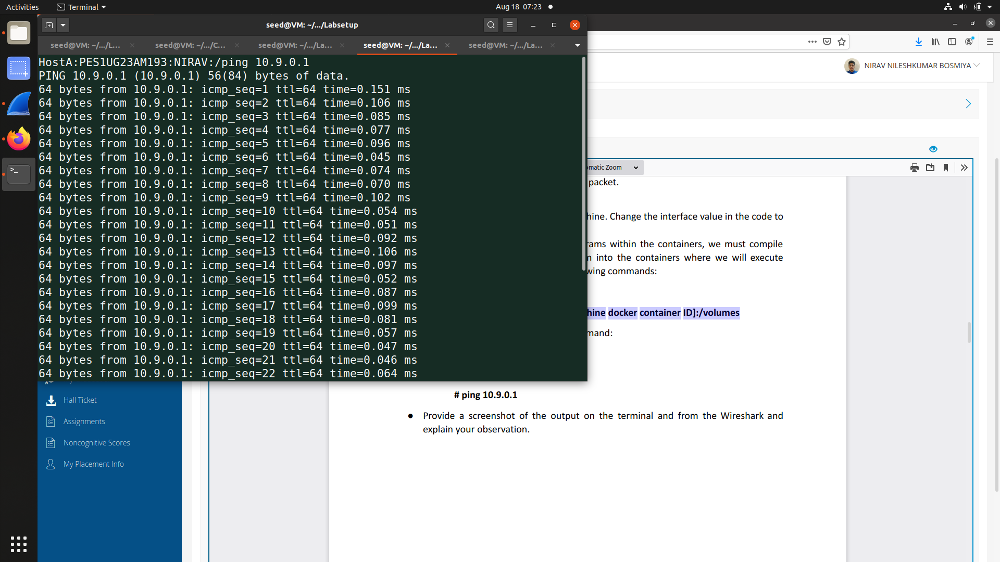 Activities
Terminal
Aug 18 07:23
seed@VM: ~/.../Labsetup
seed@VM: ~/.../L...
seed@VM: ~/.../C...
seed@VM: ~/.../La...
seed@VM: ~/.../La...
seed@VM: ~/.../La...
HostA:PES1UG23AM193:NIRAV:/ping 10.9.0.1
PING 10.9.0.1 (10.9.0.1) 56(84) bytes of data.
64 bytes from 10.9.0.1: icmp_seq=1 ttl=64 time=0.151 ms
64 bytes from 10.9.0.1: icmp_seq=2 ttl=64 time=0.106 ms
64 bytes from 10.9.0.1: icmp_seq=3 ttl=64 time=0.085 ms
64 bytes from 10.9.0.1: icmp_seq=4 ttl=64 time=0.077 ms
64 bytes from 10.9.0.1: icmp_seq=5 ttl=64 time=0.096 ms
64 bytes from 10.9.0.1: icmp_seq=6 ttl=64 time=0.045 ms
64 bytes from 10.9.0.1: icmp_seq=7 ttl=64 time=0.074 ms
64 bytes from 10.9.0.1: icmp_seq=8 ttl=64 time=0.070 ms
64 bytes from 10.9.0.1: icmp_seq=9 ttl=64 time=0.102 ms
64 bytes from 10.9.0.1: icmp_seq=10 ttl=64 time=0.054 ms
64 bytes from 10.9.0.1: icmp_seq=11 ttl=64 time=0.051 ms
64 bytes from 10.9.0.1: icmp_seq=12 ttl=64 time=0.092 ms
64 bytes from 10.9.0.1: icmp_seq=13 ttl=64 time=0.106 ms
64 bytes from 10.9.0.1: icmp_seq=14 ttl=64 time=0.097 ms
64 bytes from 10.9.0.1: icmp_seq=15 ttl=64 time=0.052 ms
64 bytes from 10.9.0.1: icmp_seq=16 ttl=64 time=0.087 ms
64 bytes from 10.9.0.1: icmp_seq=17 ttl=64 time=0.099 ms
64 bytes from 10.9.0.1: icmp_seq=18 ttl=64 time=0.081 ms
64 bytes from 10.9.0.1: icmp_seq=19 ttl=64 time=0.057 ms
64 bytes from 10.9.0.1: icmp_seq=20 ttl=64 time=0.047 ms
64 bytes from 10.9.0.1: icmp_seq=21 ttl=64 time=0.046 ms
64 bytes from 10.9.0.1: icmp_seq=22 ttl=64 time=0.064 ms
NIRAV NILESHKUMAR BOSMIYA
omatic Zoom
packet.
hine. Change the interface value in the code to
rams within the containers, we must compile
into the containers where we will execute
wing commands:
hine docker container ID]:/volumes
mand:
# ping 10.9.0.1
● Provide a screenshot of the output on the terminal and from the Wireshark and
explain your observation.
Hall Ticket
Assignments
Noncognitive Scores
My Placement Info